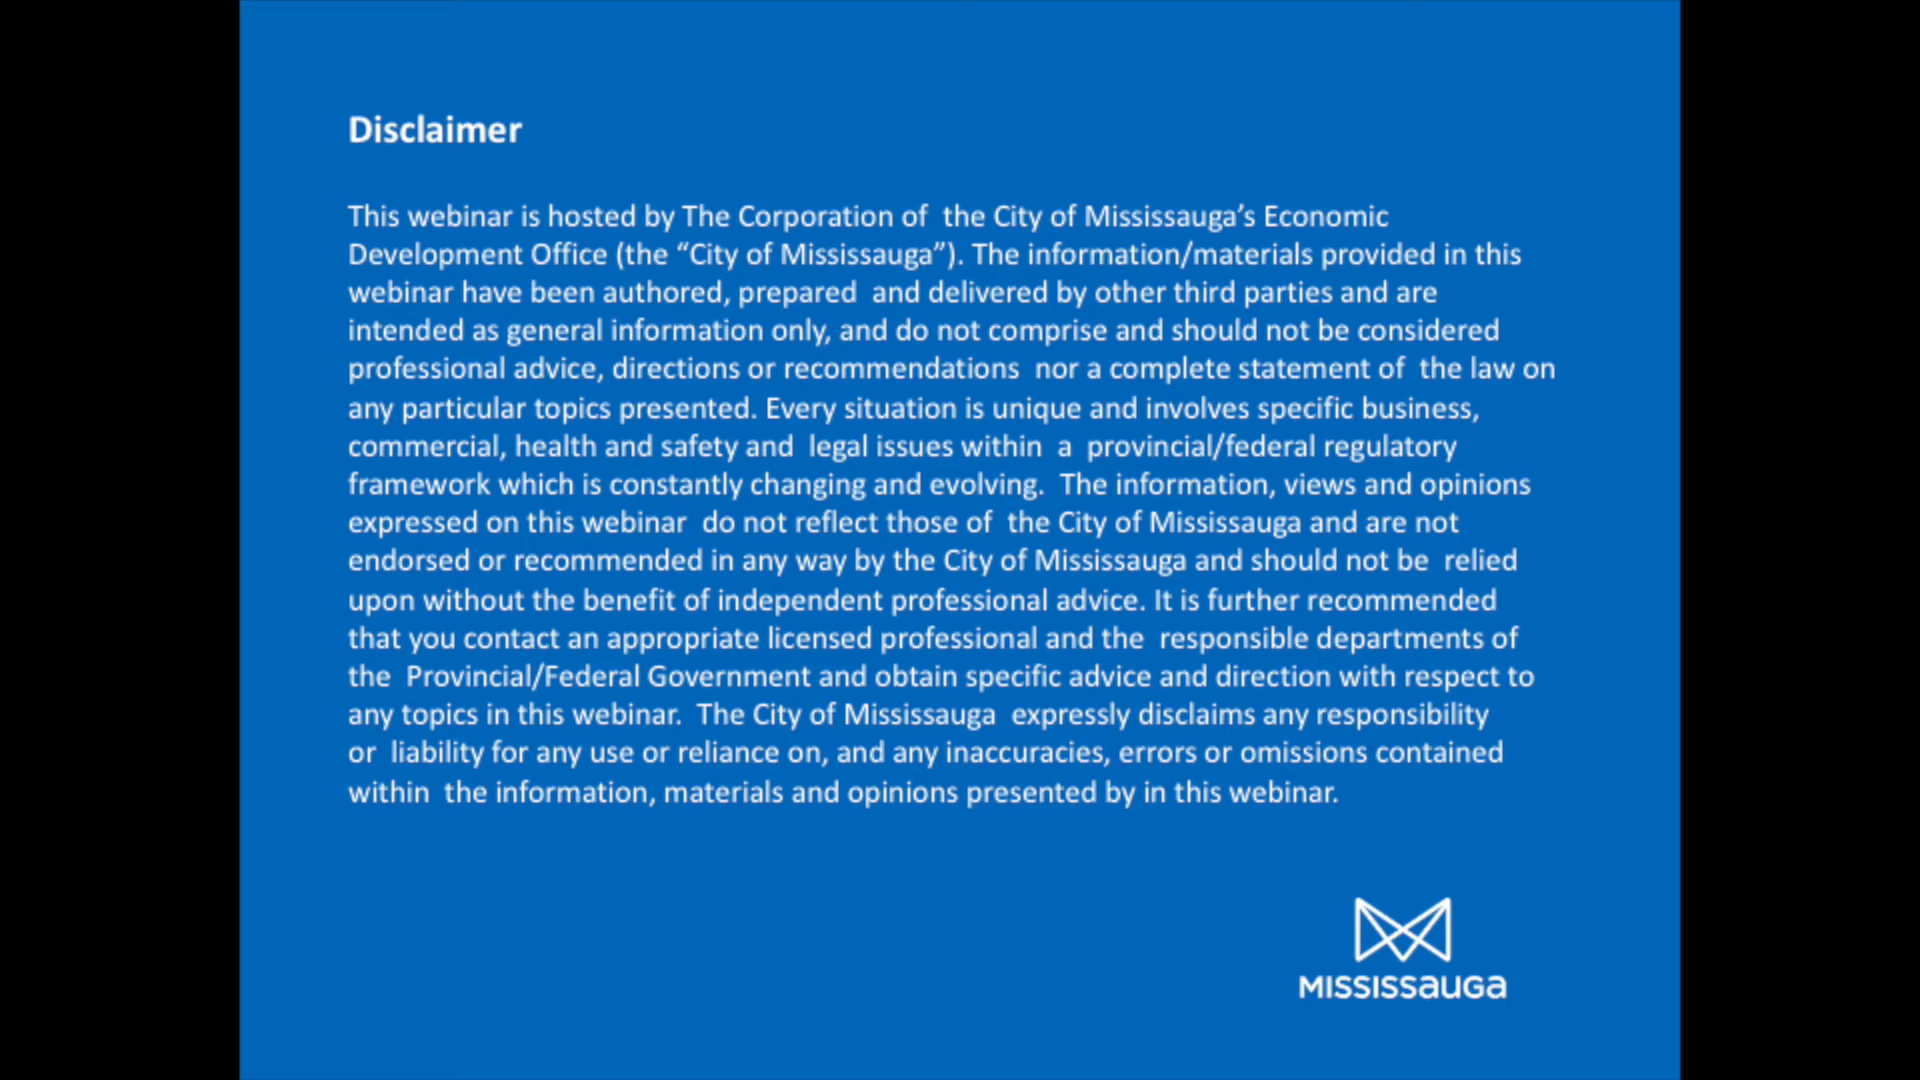 Disclaimer
This webinar is hosted by The Corporation of the City of Mississauga’s Economic
Development Office (the “City of Mississauga”). The information/materials provided in this
webinar have been authored, prepared and delivered by other third parties and are
intended as general information only, and do not comprise and should not be considered
professional advice, directions or recommendations nor a complete statement of the law on
any particular topics presented. Every situation is unique and involves specific business,
commercial, health and safety and legal issues within a provincial/federal regulatory
framework which is constantly changing and evolving. The information, views and opinions
expressed on this webinar do not reflect those of the City of Mississauga and are not
endorsed or recommended in any way by the City of Mississauga and should not be relied
upon without the benefit of independent professional advice. It is further recommended
that you contact an appropriate licensed professional and the responsible departments of
the Provincial/Federal Government and obtain specific advice and direction with respect to
any topics in this webinar. The City of Mississauga expressly disclaims any responsibility
or liability for any use or reliance on, and any inaccuracies, errors or omissions contained
within the information, materials and opinions presented by in this webinar.
MISSISSauGa